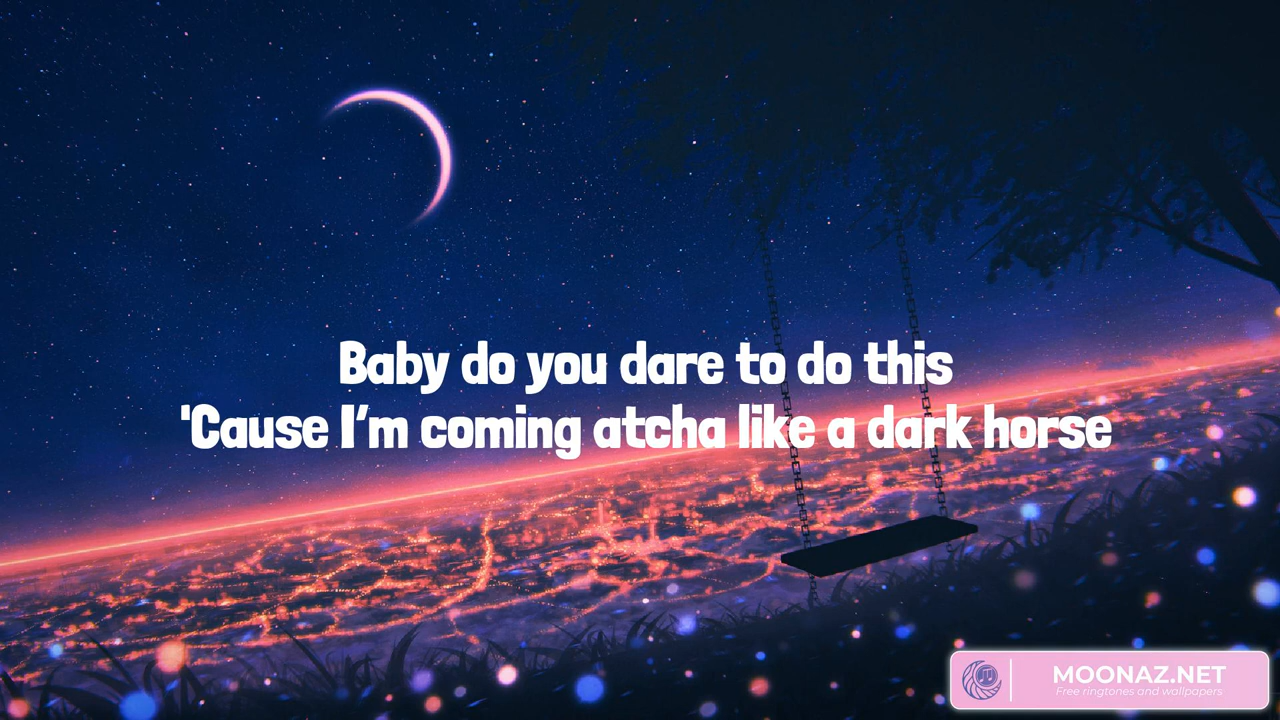 Baby do you dare to do this
'Cause I’m coming atcha like a dark horse
MOONAZ.NET
Free ringtones and wallpapers